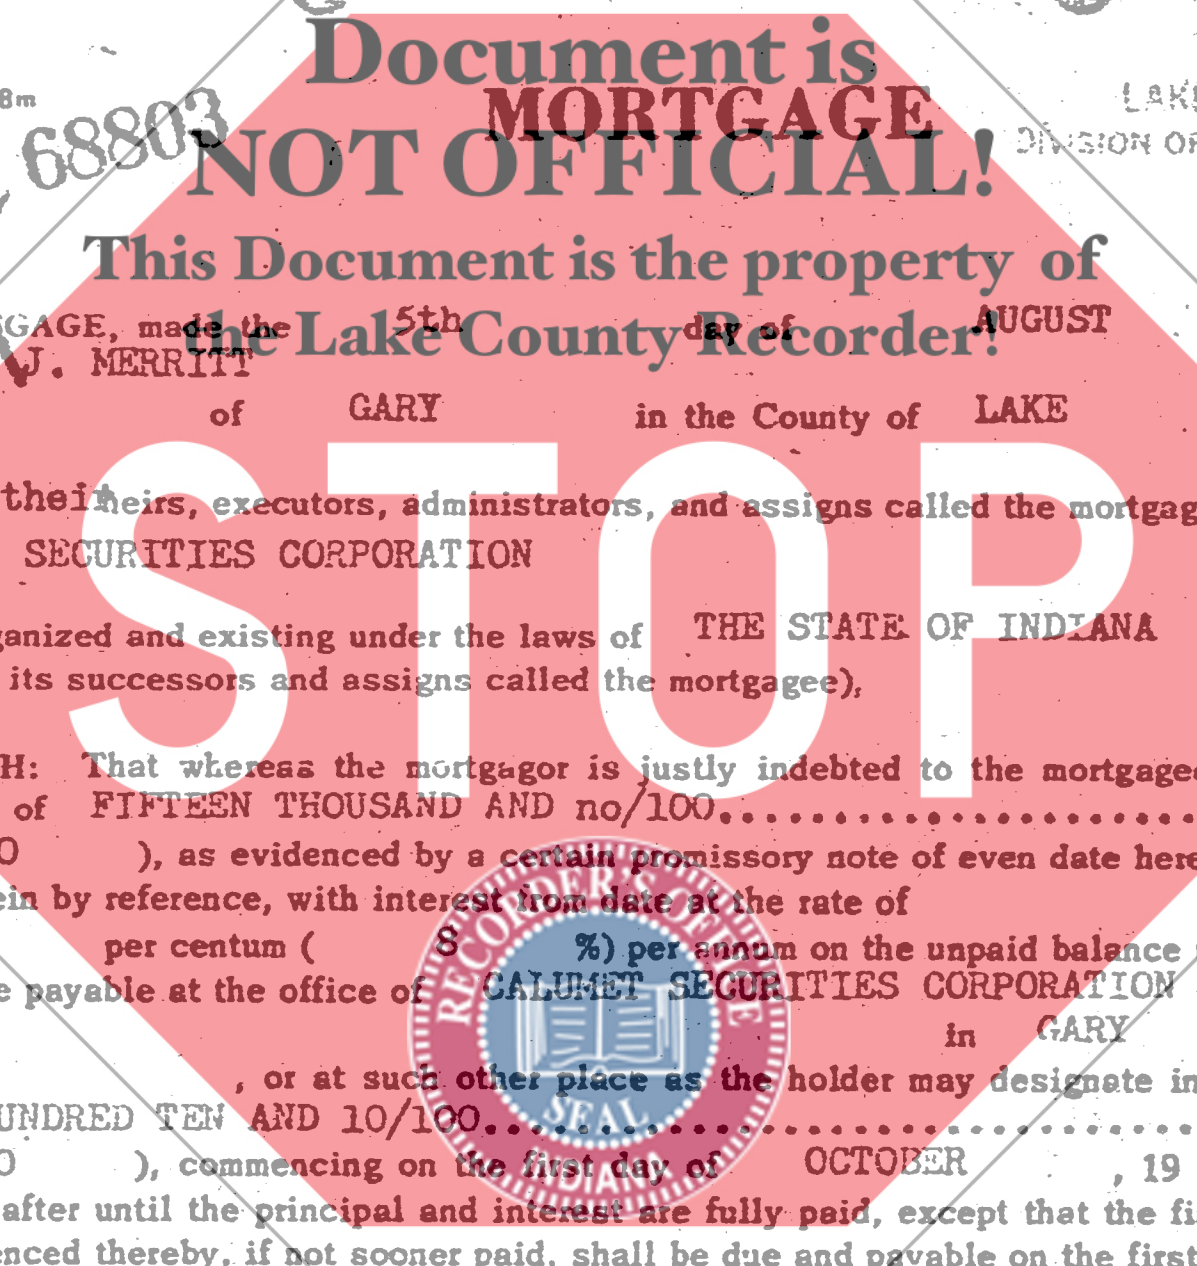 Document is
MORTGAGE
8m
68803
NOT OFFICIAL!
DIVISION
This Document is the property of
GAGE, made the 5th day of AUGUST
the Lake County Recorder!
J. MERRITT
of GARY in the County of LAKE
STOP
their heirs, executors, administrators, and assigns called the mortgag
SECURITIES CORPORATION
ganized and existing under the laws of THE STATE OF INDIANA
its successors and assigns called the mortgagee),
H: That whereas the mortgagor is justly indebted to the mortgagee
of FIFTEEN THOUSAND AND no/100........................
0 ), as evidenced by a certain promissory note of even date here
ein by reference, with interest from date at the rate of
per centum ( 8 %) per annum on the unpaid balance
e payable at the office of CALUMET SECURITIES CORPORATION
in GARY
, or at such other place as the holder may designate in
UNDRED TEN AND 10/100........................
0 ), commencing on the first day of OCTOBER , 19
after until the principal and interest are fully paid, except that the fi
enced thereby, if not sooner paid, shall be due and payable on the first
RECORDER'S OFFICE
SEAL
INDIANA